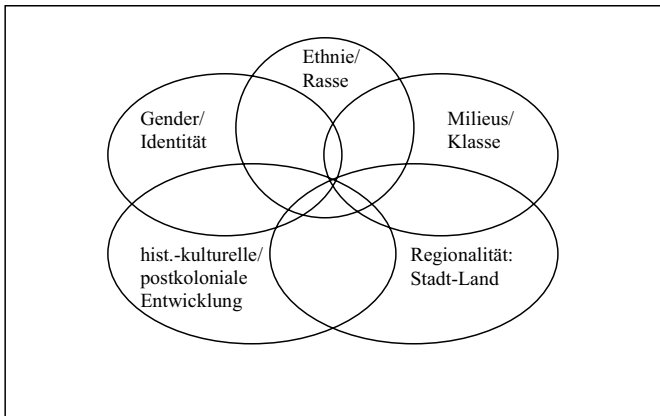 Ethnie/
Rasse
Gender/
Identität
Milieus/
Klasse
hist.-kulturelle/
postkoloniale
Entwicklung
Regionalität:
Stadt-Land